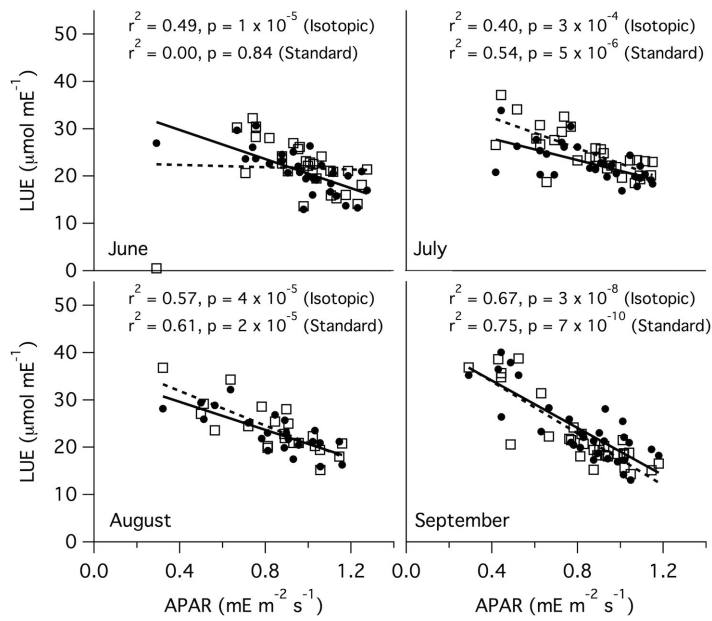 r² = 0.49, p = 1 x 10⁻⁵ (Isotopic)
r² = 0.00, p = 0.84 (Standard)
r² = 0.40, p = 3 x 10⁻⁴ (Isotopic)
r² = 0.54, p = 5 x 10⁻⁶ (Standard)
50
40
30
20
10
0
LUE (μmol mE⁻¹)
June
July
r² = 0.57, p = 4 x 10⁻⁵ (Isotopic)
r² = 0.61, p = 2 x 10⁻⁵ (Standard)
r² = 0.67, p = 3 x 10⁻⁸ (Isotopic)
r² = 0.75, p = 7 x 10⁻¹⁰ (Standard)
50
40
30
20
10
0
LUE (μmol mE⁻¹)
August
September
0.0 0.4 0.8 1.2 0.0 0.4 0.8 1.2
APAR (mE m⁻² s⁻¹) APAR (mE m⁻² s⁻¹)